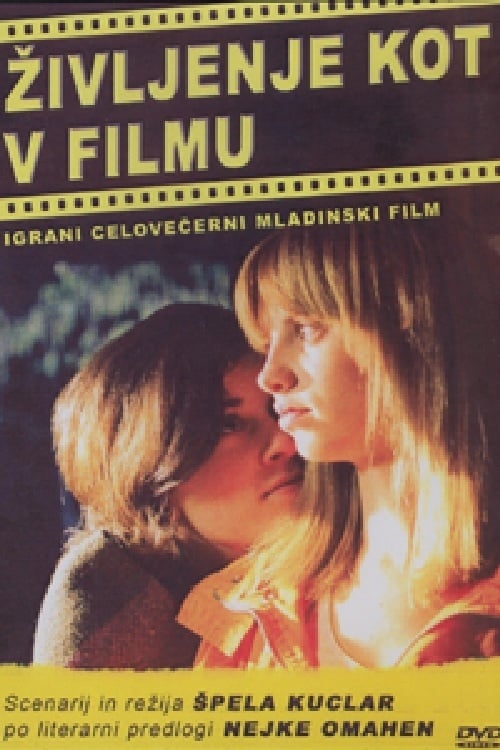 ŽIVLJENJE KOT
V FILMU
IGRANI CELOVEČERNI MLADINSKI FILM
Scenarij in režija ŠPELA KUCLAR
po literarni predlogi NEJKE OMAHEN
DVD